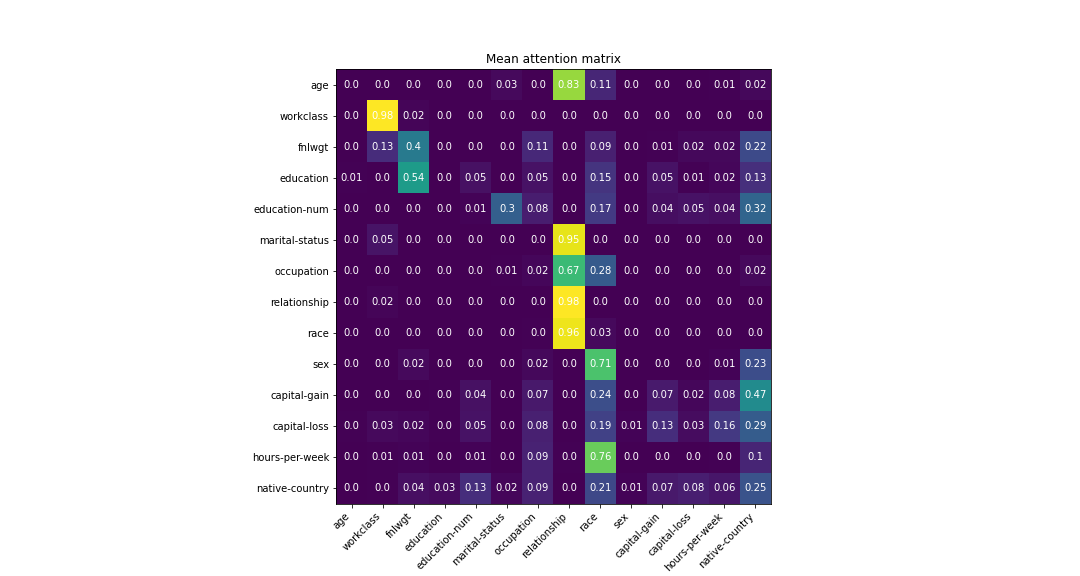 Mean attention matrix
age 0.0 0.0 0.0 0.0 0.0 0.03 0.0 0.83 0.11 0.0 0.0 0.0 0.01 0.02
workclass 0.0 0.98 0.02 0.0 0.0 0.0 0.0 0.0 0.0 0.0 0.0 0.0 0.0 0.0
fnlwgt 0.0 0.13 0.4 0.0 0.0 0.0 0.11 0.0 0.09 0.0 0.01 0.02 0.02 0.22
education 0.01 0.0 0.54 0.0 0.05 0.0 0.05 0.0 0.15 0.0 0.05 0.01 0.02 0.13
education-num 0.0 0.0 0.0 0.0 0.01 0.3 0.08 0.0 0.17 0.0 0.04 0.05 0.04 0.32
marital-status 0.0 0.05 0.0 0.0 0.0 0.0 0.0 0.95 0.0 0.0 0.0 0.0 0.0 0.0
occupation 0.0 0.0 0.0 0.0 0.0 0.01 0.02 0.67 0.28 0.0 0.0 0.0 0.0 0.02
relationship 0.0 0.02 0.0 0.0 0.0 0.0 0.0 0.98 0.0 0.0 0.0 0.0 0.0 0.0
race 0.0 0.0 0.0 0.0 0.0 0.0 0.0 0.96 0.03 0.0 0.0 0.0 0.0 0.0
sex 0.0 0.0 0.02 0.0 0.0 0.0 0.02 0.0 0.71 0.0 0.0 0.0 0.01 0.23
capital-gain 0.0 0.0 0.0 0.0 0.04 0.0 0.07 0.0 0.24 0.0 0.07 0.02 0.08 0.47
capital-loss 0.0 0.03 0.02 0.0 0.05 0.0 0.08 0.0 0.19 0.01 0.13 0.03 0.16 0.29
hours-per-week 0.0 0.01 0.01 0.0 0.01 0.0 0.09 0.0 0.76 0.0 0.0 0.0 0.0 0.1
native-country 0.0 0.0 0.04 0.03 0.13 0.02 0.09 0.0 0.21 0.01 0.07 0.08 0.06 0.25
age workclass fnlwgt education education-num marital-status occupation relationship race sex capital-gain capital-loss hours-per-week native-country